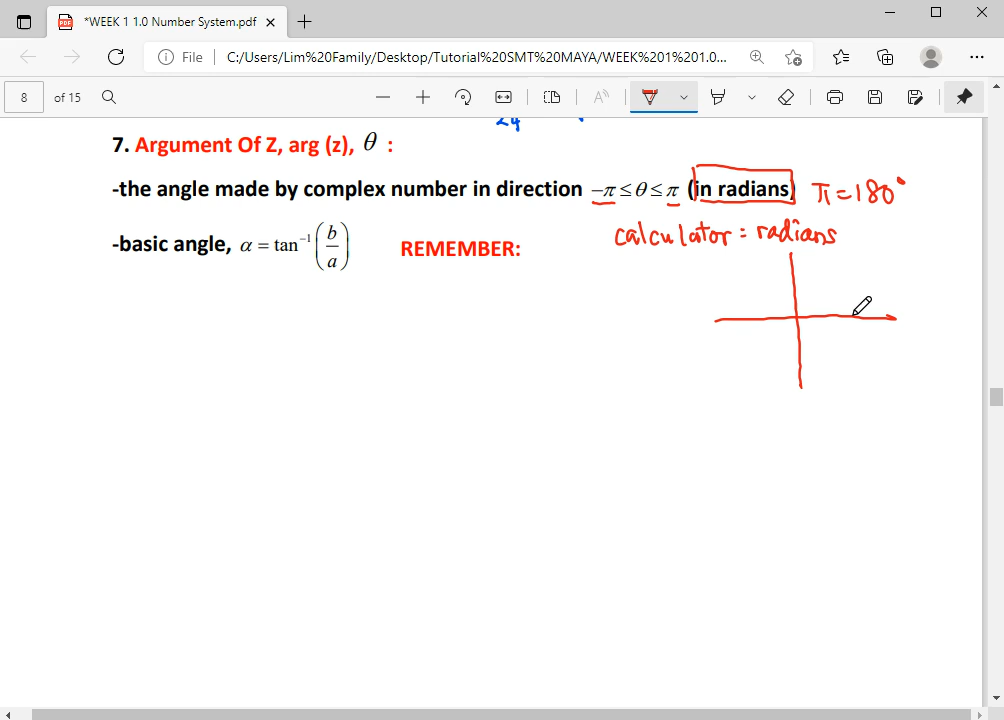 *WEEK 1 1.0 Number System.pdf
File
C:/Users/Lim%20Family/Desktop/Tutorial%20SMT%20MAYA/WEEK%201%201.0...
8 of 15
7. Argument Of Z, arg (z), θ :
-the angle made by complex number in direction −π ≤ θ ≤ π (in radians) π = 180°
calculator = radians
-basic angle, α = tan⁻¹(b/a) REMEMBER: